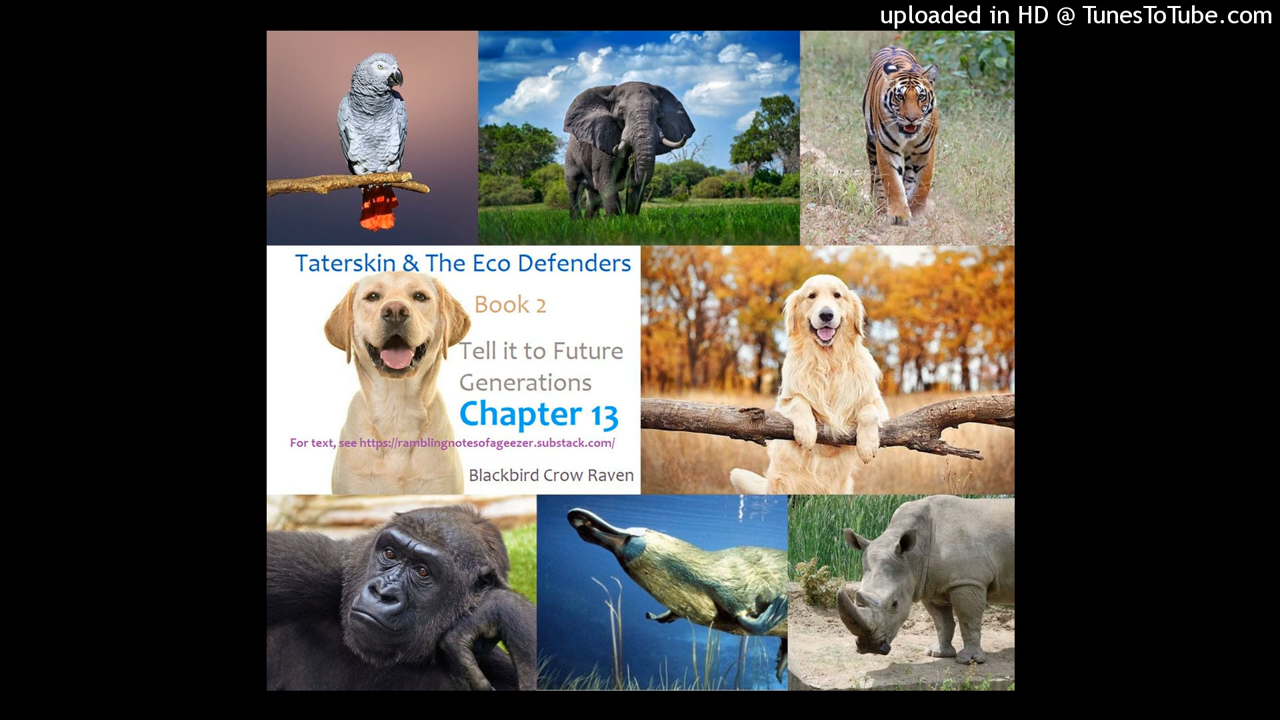 uploaded in HD @ TunesToTube.com
Taterskin & The Eco Defenders
Book 2
Tell it to Future
Generations
Chapter 13
For text, see https://ramblingnotesofageezer.substack.com/
Blackbird Crow Raven